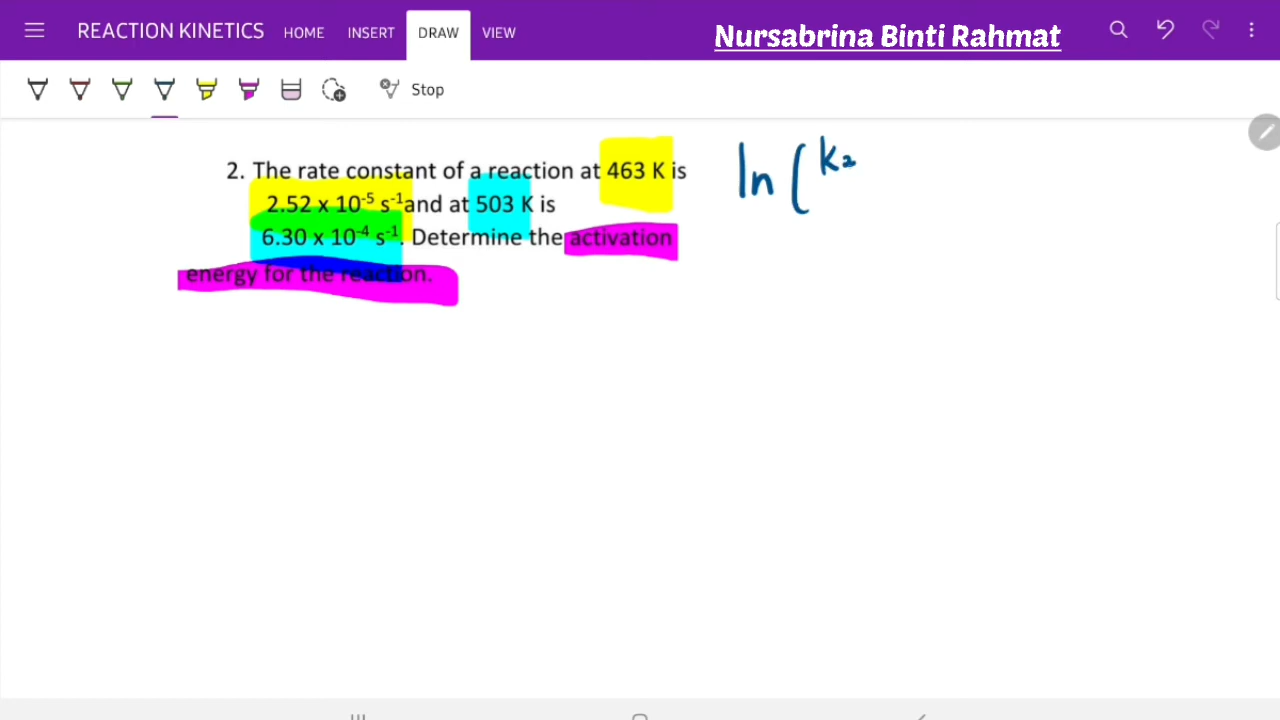 REACTION KINETICS HOME INSERT DRAW VIEW
Nursabrina Binti Rahmat
Stop
2. The rate constant of a reaction at 463 K is
2.52 x 10⁻⁵ s⁻¹and at 503 K is
6.30 x 10⁻⁴ s⁻¹. Determine the activation
energy for the reaction.
ln ( k₂